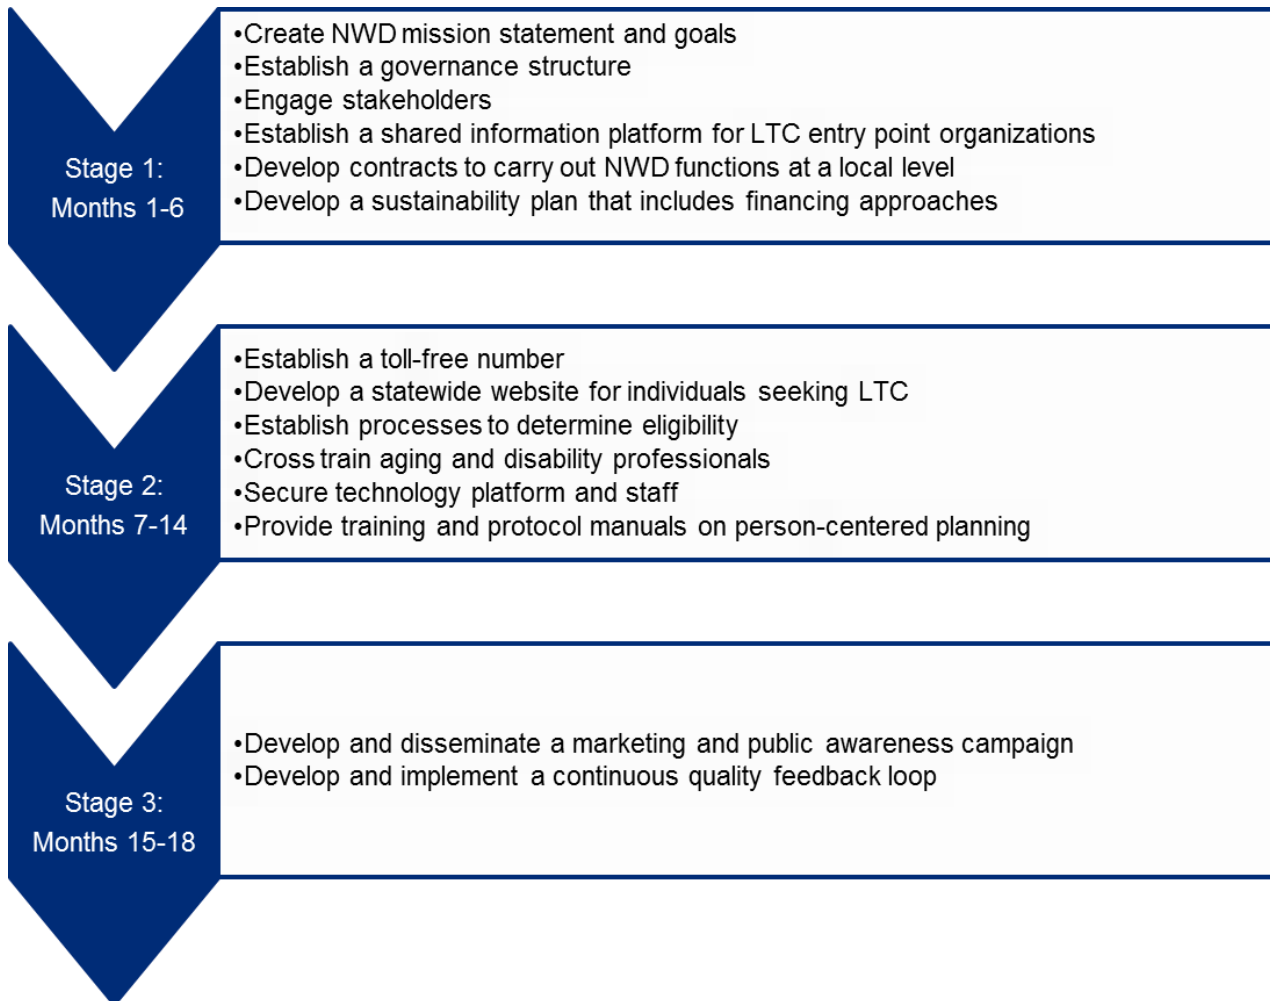 Stage 1:
Months 1-6
•Create NWD mission statement and goals
•Establish a governance structure
•Engage stakeholders
•Establish a shared information platform for LTC entry point organizations
•Develop contracts to carry out NWD functions at a local level
•Develop a sustainability plan that includes financing approaches
Stage 2:
Months 7-14
•Establish a toll-free number
•Develop a statewide website for individuals seeking LTC
•Establish processes to determine eligibility
•Cross train aging and disability professionals
•Secure technology platform and staff
•Provide training and protocol manuals on person-centered planning
Stage 3:
Months 15-18
•Develop and disseminate a marketing and public awareness campaign
•Develop and implement a continuous quality feedback loop